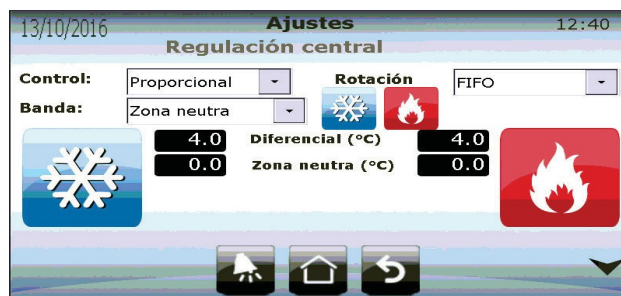 13/10/2016 Ajustes 12:40
Regulación central
Control: Proporcional Rotación FIFO
Banda: Zona neutra
4.0 Diferencial (°C) 4.0
0.0 Zona neutra (°C) 0.0